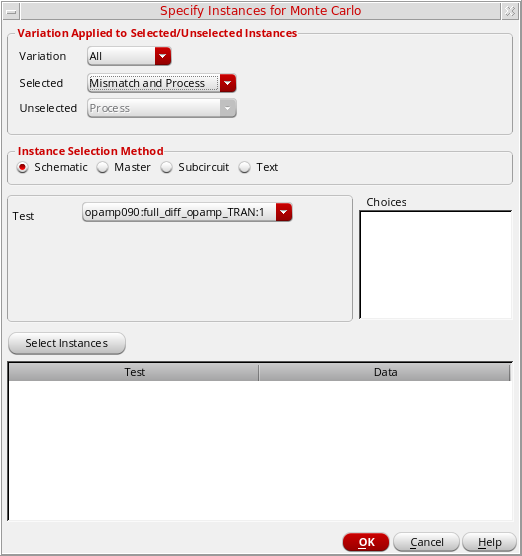 Specify Instances for Monte Carlo
Variation Applied to Selected/Unselected Instances
Variation All
Selected Mismatch and Process
Unselected Process
Instance Selection Method
Schematic Master Subcircuit Text
Test opamp090:full_diff_opamp_TRAN:1
Choices
Select Instances
Test Data
OK Cancel Help